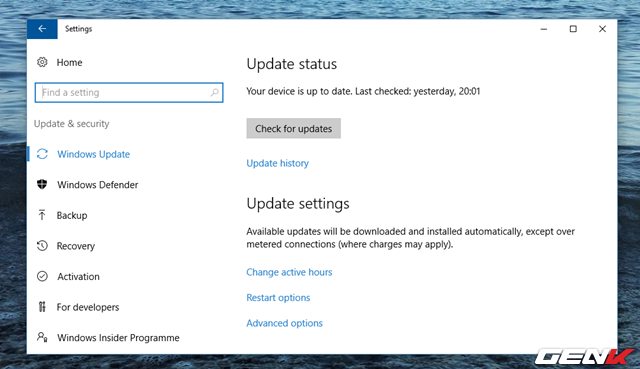 Settings
Home
Find a setting
Update & security
Windows Update
Windows Defender
Backup
Recovery
Activation
For developers
Windows Insider Programme
Update status
Your device is up to date. Last checked: yesterday, 20:01
Check for updates
Update history
Update settings
Available updates will be downloaded and installed automatically, except over
metered connections (where charges may apply).
Change active hours
Restart options
Advanced options
GENK